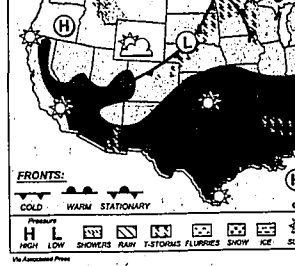 H
L
H
FRONTS:
COLD WARM STATIONARY
Pressure
H L
HIGH LOW SHOWERS RAIN T-STORMS FLURRIES SNOW ICE
Via Associated Press